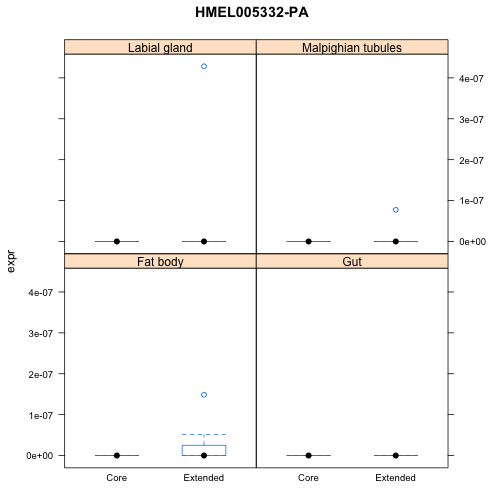 HMEL005332-PA
Labial gland Malpighian tubules
4e-07
3e-07
2e-07
1e-07
0e+00
expr
Fat body Gut
4e-07
3e-07
2e-07
1e-07
0e+00
Core Extended Core Extended